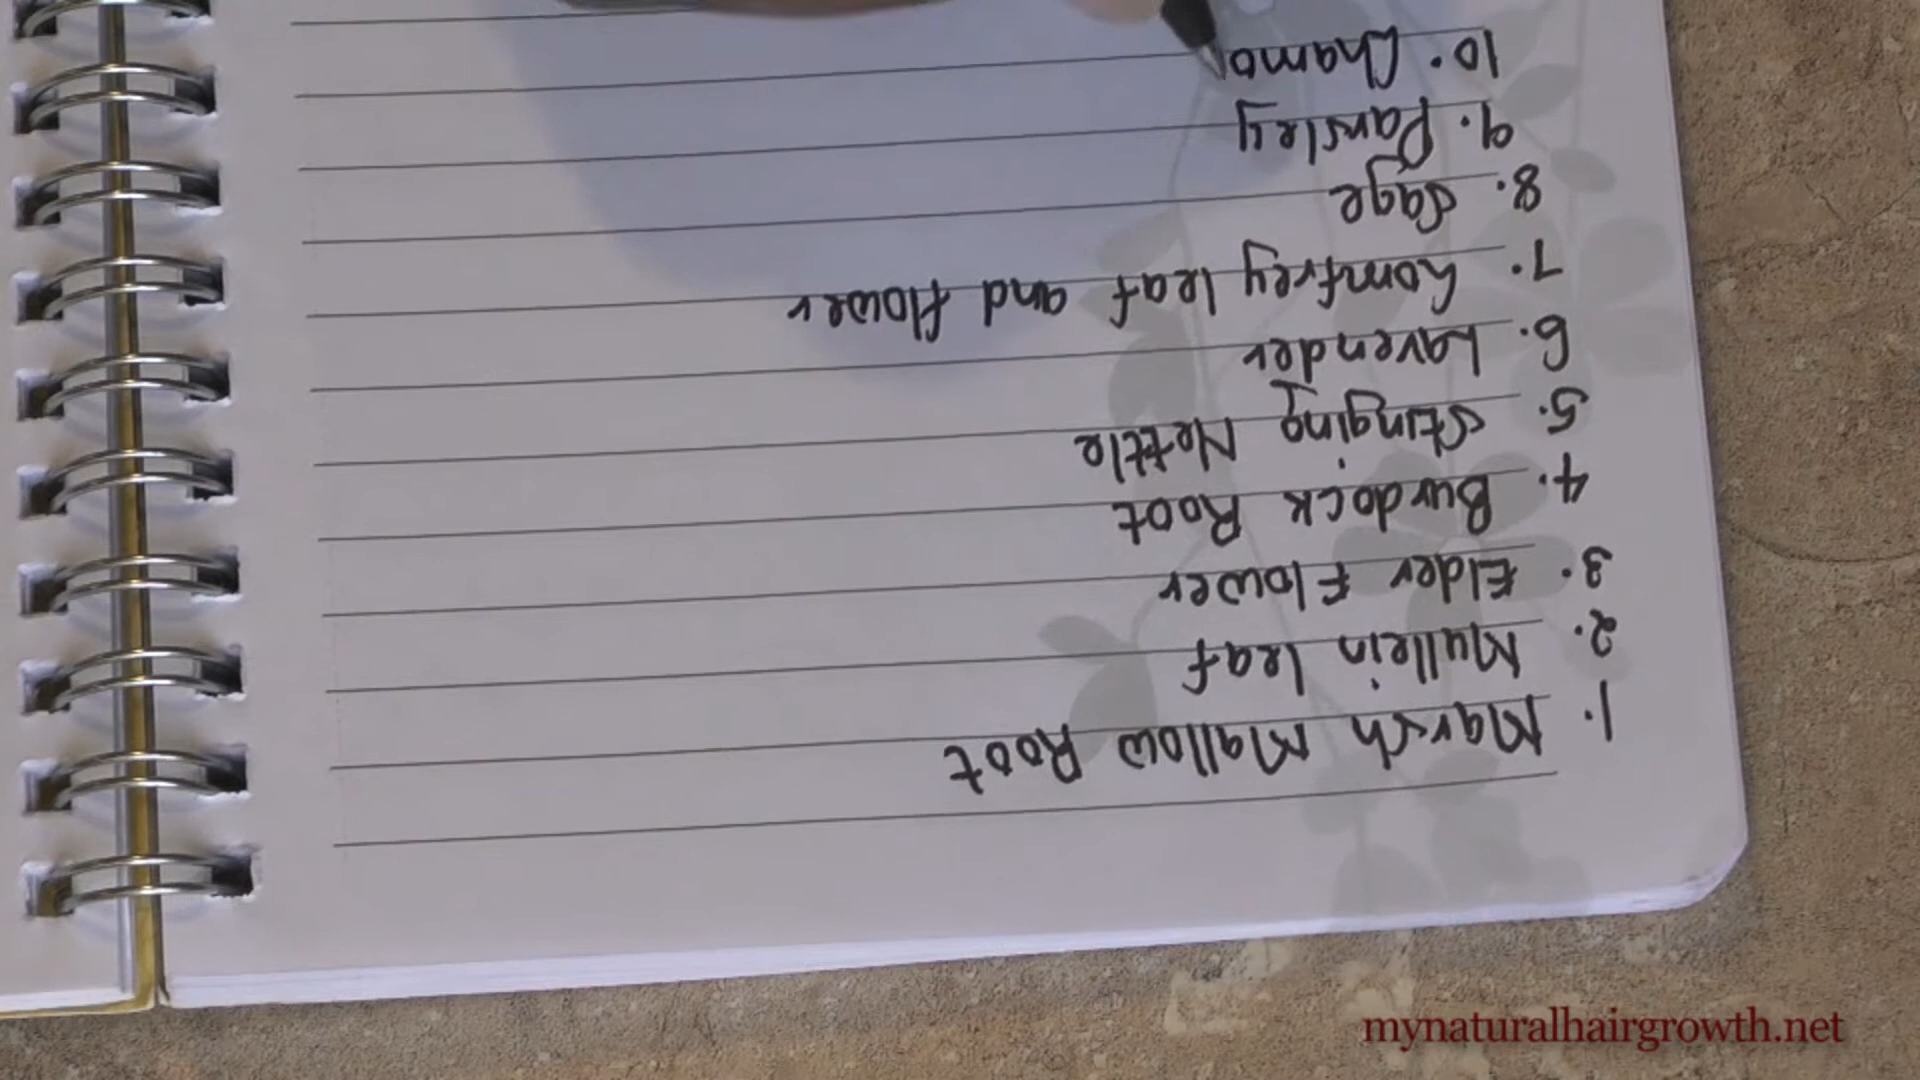 1. Marsh Mallow Root
2. Mullein leaf
3. Elder Flower
4. Burdock Root
5. Stinging Nettle
6. Lavender
7. Comfrey leaf and flower
8. Sage
9. Parsley
10. Chamo
mynaturalhairgrowth.net